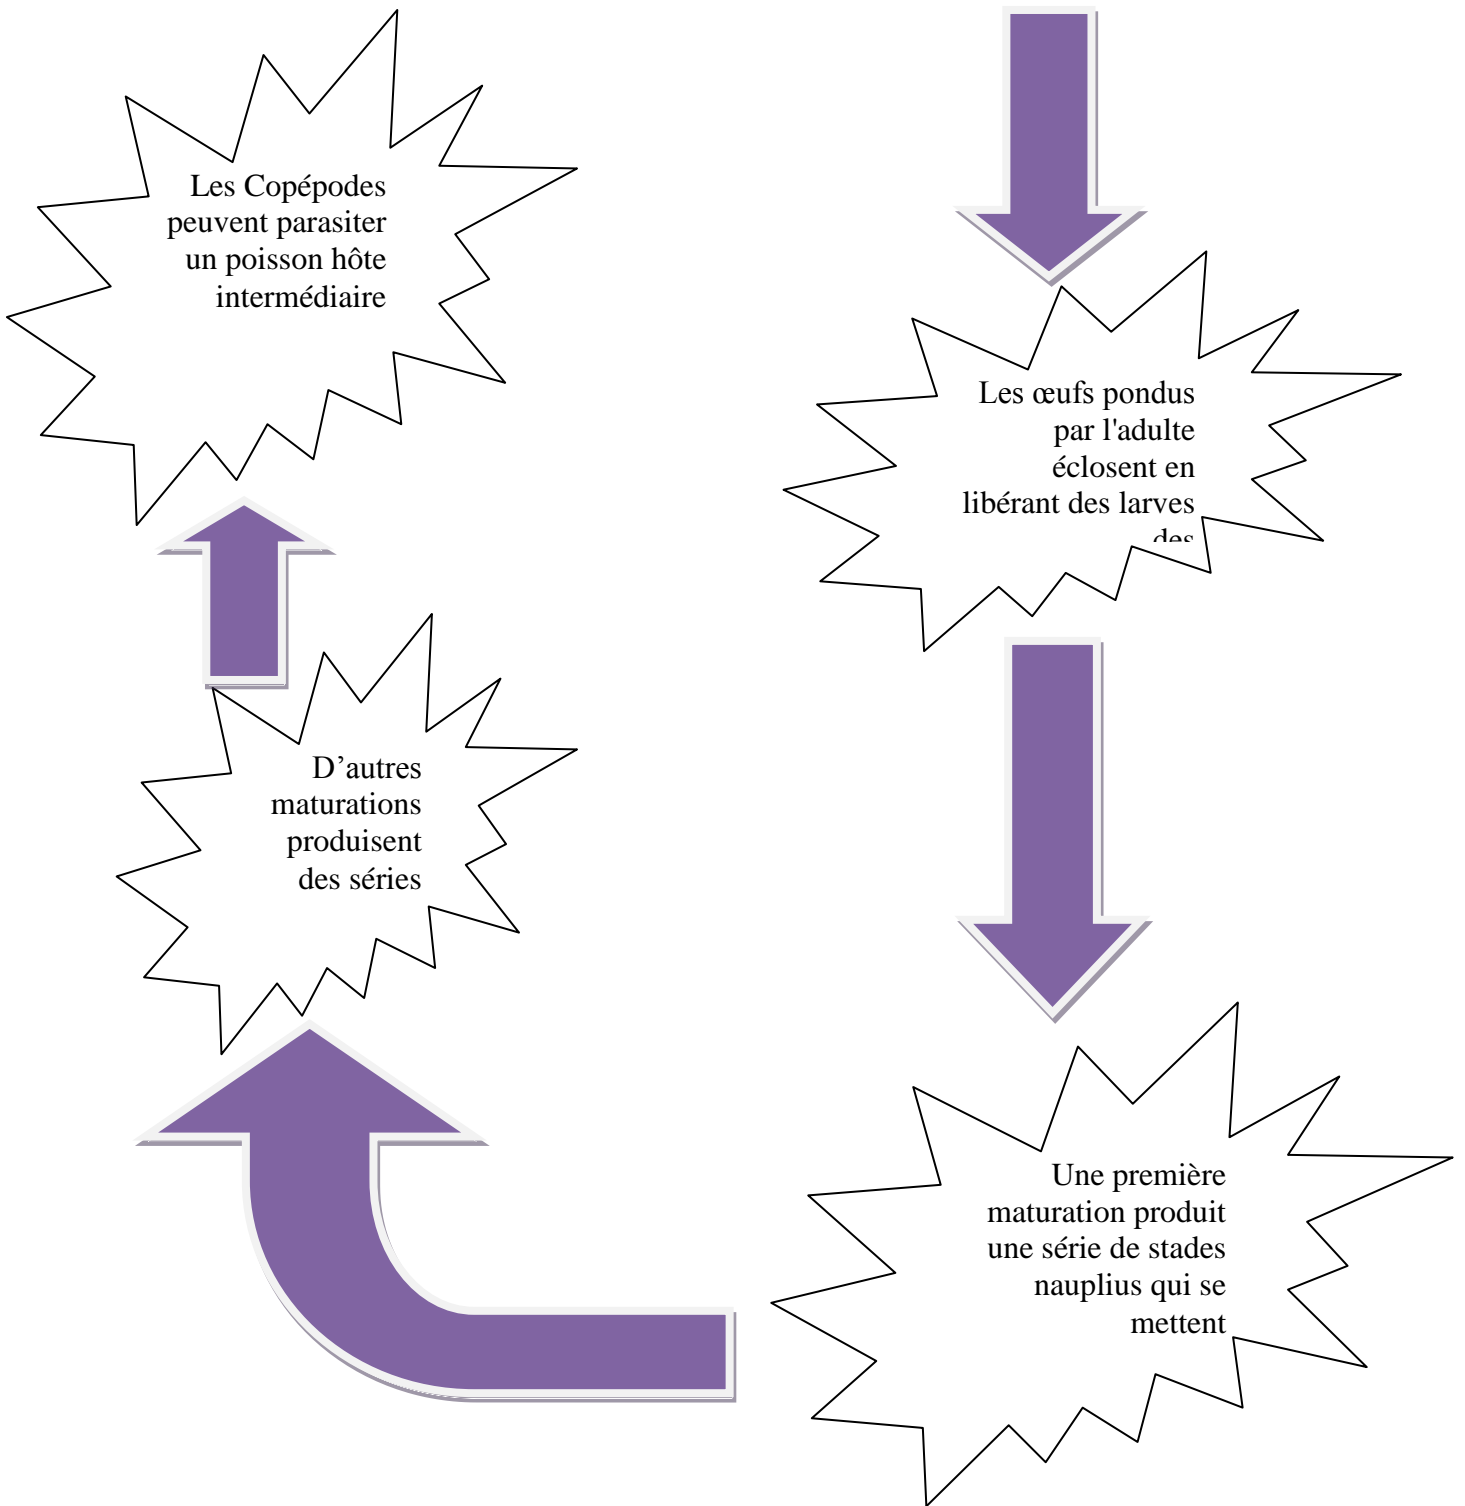 Les Copépodes
peuvent parasiter
un poisson hôte
intermédiaire
Les œufs pondus
par l'adulte
éclosent en
libérant des larves
des
Une première
maturation produit
une série de stades
nauplius qui se
mettent
D’autres
maturations
produisent
des séries